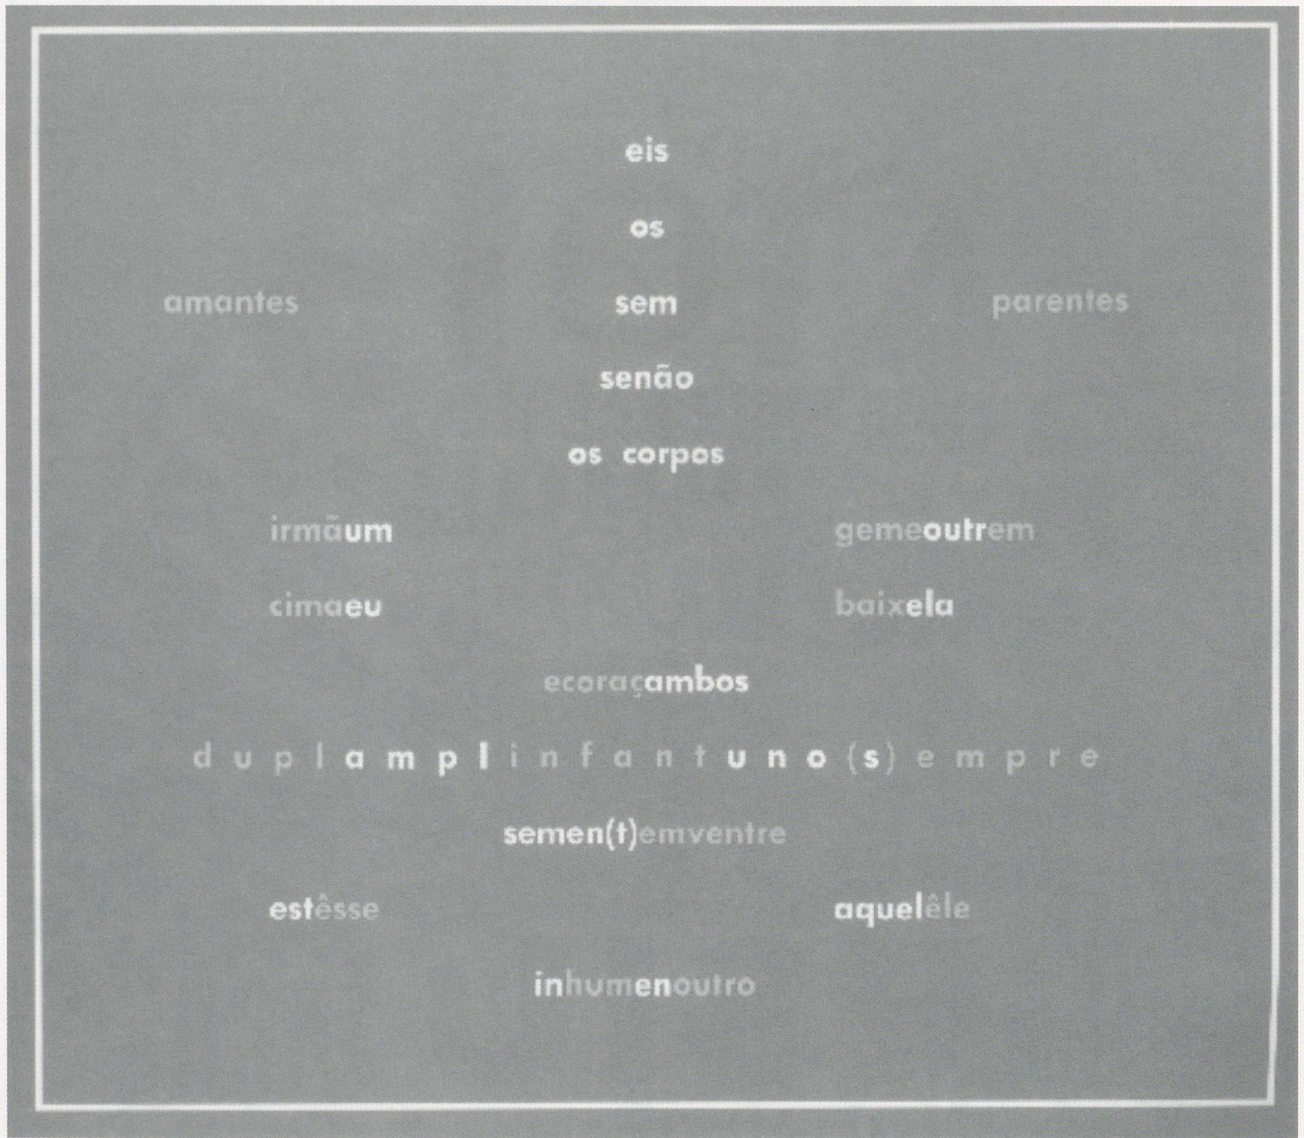 eis
os
amantes sem parentes
senão
os corpos
irmãum gemeoutrem
cimaeu baixela
ecoraçambos
d u p l a m p l i n f a n t u n o (s) e m p r e
semen(t)emventre
estêsse aquelêle
inhumenoutro